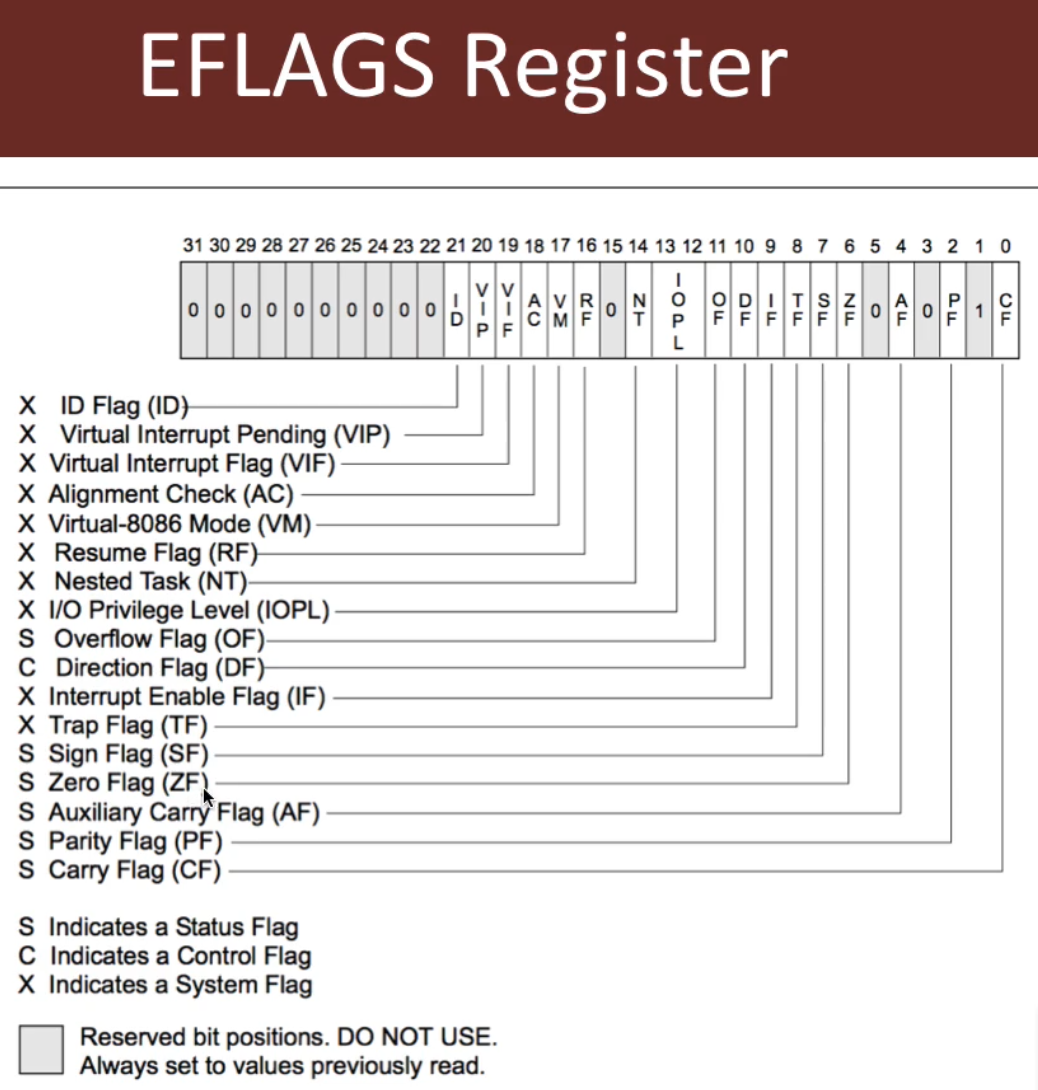 EFLAGS Register
31 30 29 28 27 26 25 24 23 22 21 20 19 18 17 16 15 14 13 12 11 10 9 8 7 6 5 4 3 2 1 0
0 0 0 0 0 0 0 0 0 0 ID VIP VIF AC VM RF 0 NT IOPL OF DF IF TF SF ZF 0 AF 0 PF 1 CF
X ID Flag (ID)
X Virtual Interrupt Pending (VIP)
X Virtual Interrupt Flag (VIF)
X Alignment Check (AC)
X Virtual-8086 Mode (VM)
X Resume Flag (RF)
X Nested Task (NT)
X I/O Privilege Level (IOPL)
S Overflow Flag (OF)
C Direction Flag (DF)
X Interrupt Enable Flag (IF)
X Trap Flag (TF)
S Sign Flag (SF)
S Zero Flag (ZF)
S Auxiliary Carry Flag (AF)
S Parity Flag (PF)
S Carry Flag (CF)
S Indicates a Status Flag
C Indicates a Control Flag
X Indicates a System Flag
Reserved bit positions. DO NOT USE.
Always set to values previously read.